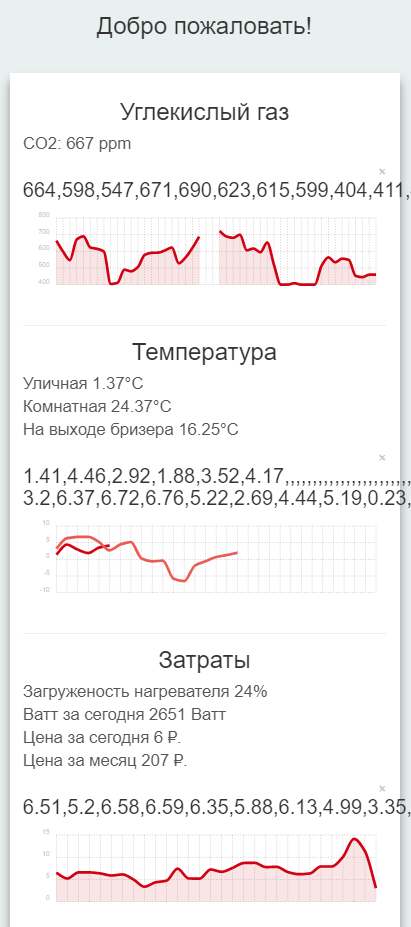 Добро пожаловать!
Углекислый газ
CO2: 667 ppm
×
664,598,547,671,690,623,615,599,404,411,
800
700
600
500
400
Температура
Уличная 1.37°C
Комнатная 24.37°C
На выходе бризера 16.25°C
×
1.41,4.46,2.92,1.88,3.52,4.17,,,,,,,,,,,,,,,,,,,,,,,,
3.2,6.37,6.72,6.76,5.22,2.69,4.44,5.19,0.23,
10
5
0
-5
-10
Затраты
Загруженость нагревателя 24%
Ватт за сегодня 2651 Ватт
Цена за сегодня 6 ₽.
Цена за месяц 207 ₽.
×
6.51,5.2,6.58,6.59,6.35,5.88,6.13,4.99,3.35,
15
10
5
0